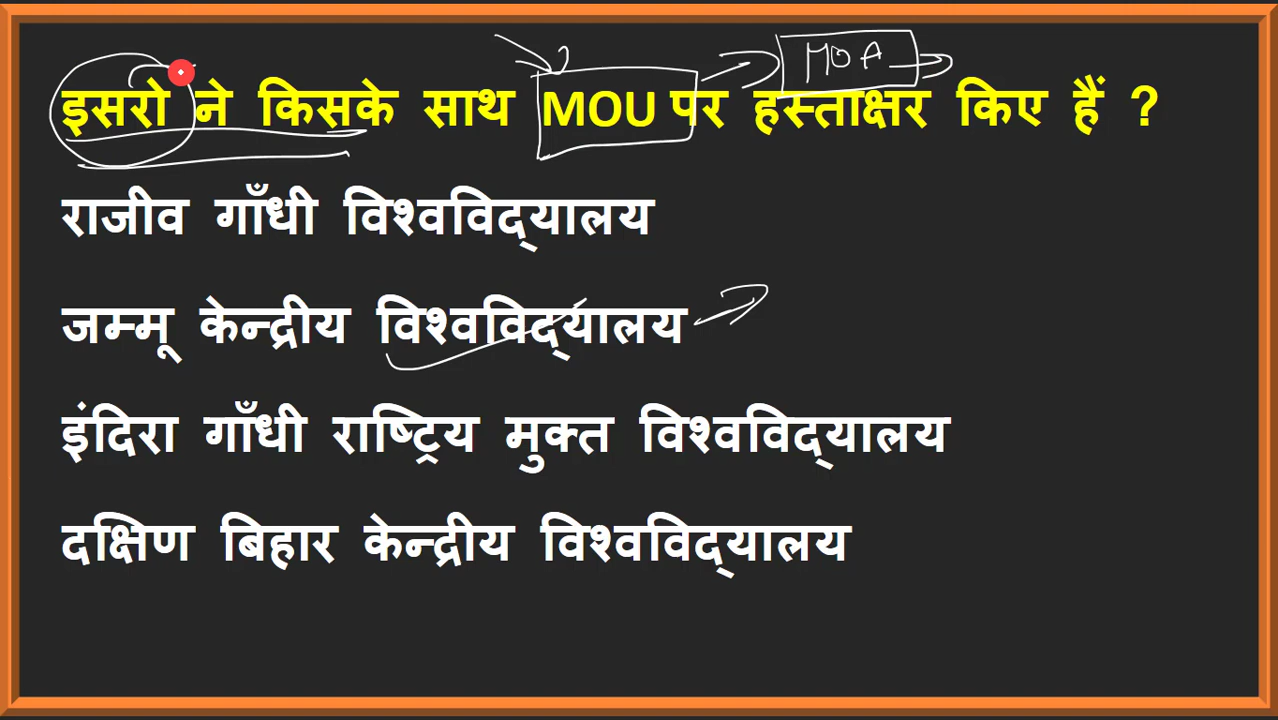 MOA
इसरो ने किसके साथ MOU पर हस्ताक्षर किए हैं ?
राजीव गाँधी विश्वविद्यालय
जम्मू केन्द्रीय विश्वविद्यालय
इंदिरा गाँधी राष्ट्रिय मुक्त विश्वविद्यालय
दक्षिण बिहार केन्द्रीय विश्वविद्यालय